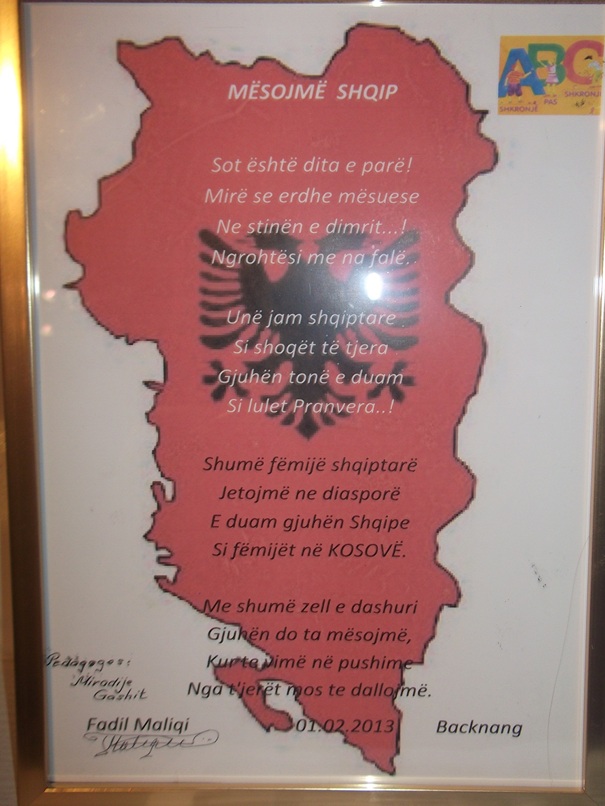 ABC
SHKRONJË
PAS
SHKRONJ
MËSOJMË SHQIP
Sot është dita e parë!
Mirë se erdhe mësuese
Ne stinën e dimrit...!
Ngrohtësi me na falë.
Unë jam shqiptare
Si shoqët të tjera
Gjuhën tonë e duam
Si lulet Pranvera..!
Shumë fëmijë shqiptarë
Jetojmë ne diasporë
E duam gjuhën Shqipe
Si fëmijët në KOSOVË.
Me shumë zell e dashuri
Gjuhën do ta mësojmë,
Kur ta vimë në pushime
Nga t'jerët mos te dallojmë.
Pedagoges:
Miradije
Gashit
Fadil Maliqi 01.02.2013 Backnang